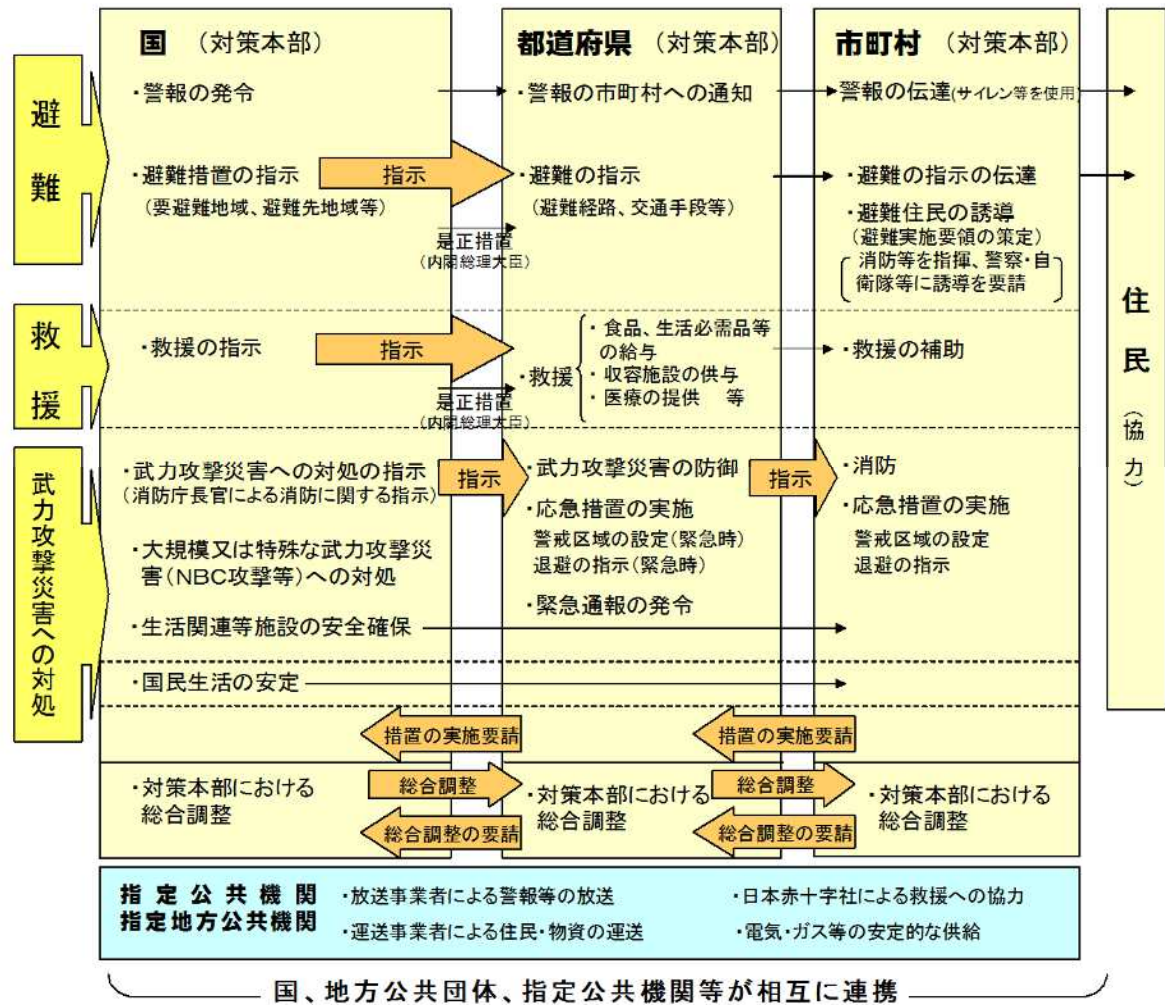 国 (対策本部)
都道府県 (対策本部)
市町村 (対策本部)
避難
・警報の発令
・警報の市町村への通知
警報の伝達(サイレン等を使用)
・避難措置の指示
(要避難地域、避難先地域等)
指示
・避難の指示
(避難経路、交通手段等)
・避難の指示の伝達
是正措置
(内閣総理大臣)
・避難住民の誘導
(避難実施要領の策定)
消防等を指揮、警察・自
衛隊等に誘導を要請
住民(協力)
救援
・救援の指示
指示
・救援
・食品、生活必需品等
の給与
・収容施設の供与
・医療の提供 等
・救援の補助
是正措置
(内閣総理大臣)
武力攻撃災害への対処
・武力攻撃災害への対処の指示
(消防庁長官による消防に関する指示)
指示
・武力攻撃災害の防御
指示
・消防
・応急措置の実施
警戒区域の設定(緊急時)
退避の指示(緊急時)
・応急措置の実施
警戒区域の設定
退避の指示
・大規模又は特殊な武力攻撃災
害(NBC攻撃等)への対処
・緊急通報の発令
・生活関連等施設の安全確保
・国民生活の安定
措置の実施要請
措置の実施要請
・対策本部における
総合調整
総合調整
総合調整の要請
・対策本部における
総合調整
総合調整
総合調整の要請
・対策本部における
総合調整
指定公共機関
指定地方公共機関
・放送事業者による警報等の放送
・日本赤十字社による救援への協力
・運送事業者による住民・物資の運送
・電気・ガス等の安定的な供給
国、地方公共団体、指定公共機関等が相互に連携